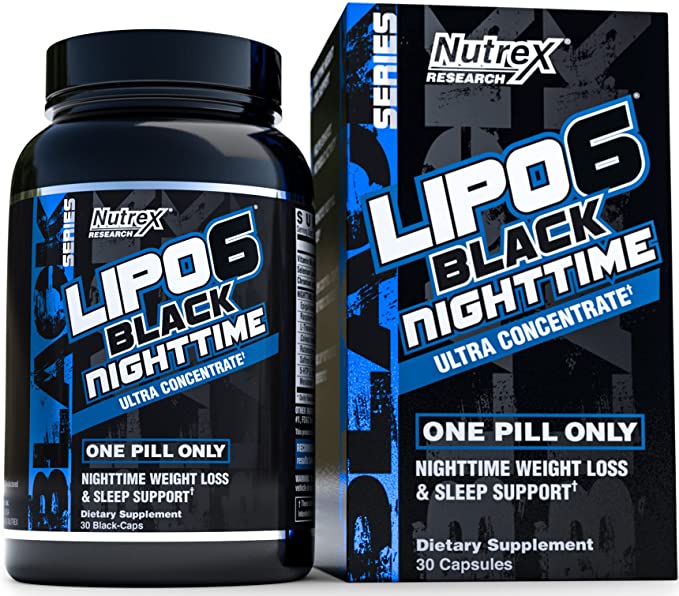 Nutrex®
RESEARCH
BLACK
SERIES
LIPO6
BLACK
NIGHTTIME
ULTRA CONCENTRATE†
ONE PILL ONLY
NIGHTTIME WEIGHT LOSS
& SLEEP SUPPORT†
Dietary Supplement
30 Black-Caps
Nutrex®
RESEARCH
BLACK
SERIES
LIPO6®
BLACK
NIGHTTIME
ULTRA CONCENTRATE†
ONE PILL ONLY
NIGHTTIME WEIGHT LOSS
& SLEEP SUPPORT†
Dietary Supplement
30 Capsules